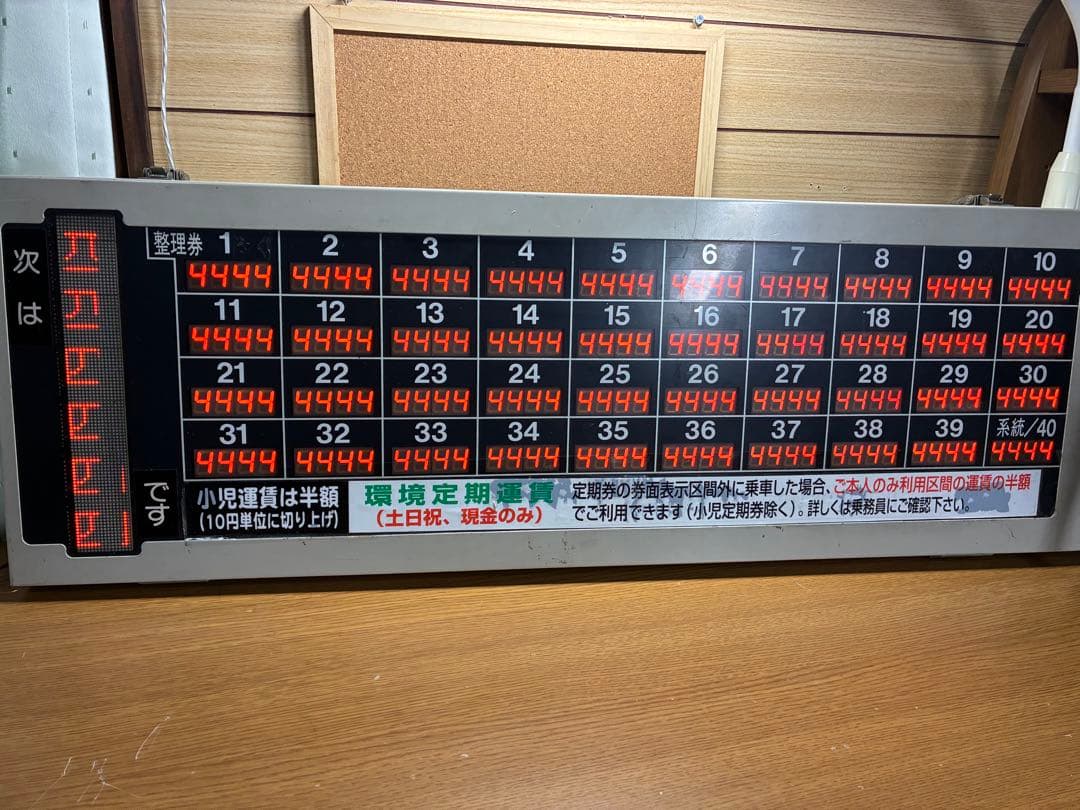 次は
整理券 1 2 3 4 5 6 7 8 9 10
4444 4444 4444 4444 4444 4444 4444 4444 4444 4444
11 12 13 14 15 16 17 18 19 20
4444 4444 4444 4444 4444 9999 4444 4444 4444 4444
21 22 23 24 25 26 27 28 29 30
4444 4444 4444 4444 4444 4444 4444 4444 4444 4444
31 32 33 34 35 36 37 38 39 系統/40
4444 4444 4444 4444 4444 4444 4444 4444 4444 4444
です
小児運賃は半額
(10円単位に切り上げ)
環境定期運賃
(土日祝、現金のみ)
定期券の券面表示区間外に乗車した場合、ご本人のみ利用区間の運賃の半額
でご利用できます(小児定期券除く)。詳しくは乗務員にご確認下さい。